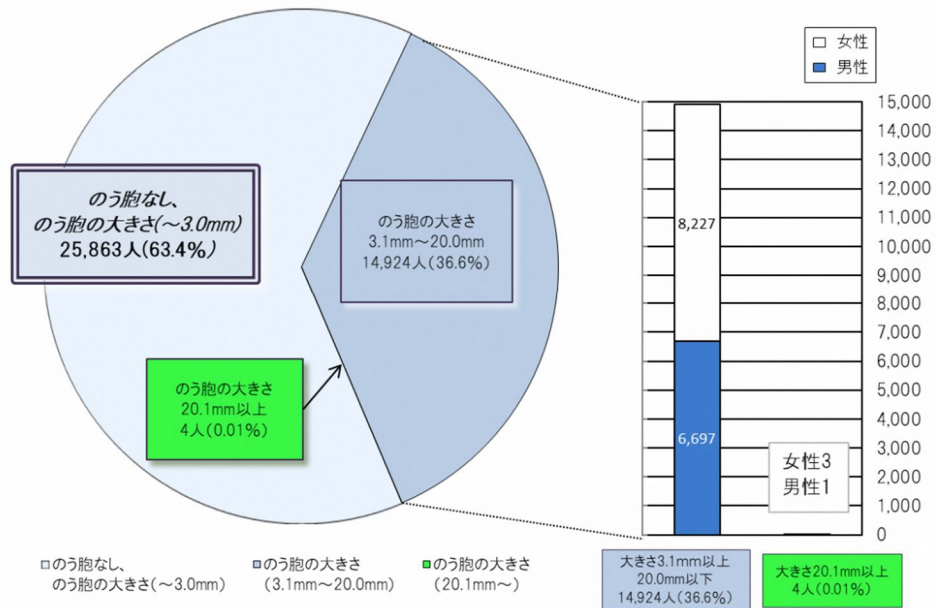 女性
男性
のう胞なし、
のう胞の大きさ(～3.0mm)
25,863人(63.4%)
のう胞の大きさ
3.1mm～20.0mm
14,924人(36.6%)
のう胞の大きさ
20.1mm以上
4人(0.01%)
15,000
14,000
13,000
12,000
11,000
10,000
9,000
8,000
7,000
6,000
5,000
4,000
3,000
2,000
1,000
0
8,227
6,697
女性3
男性1
のう胞なし、
のう胞の大きさ(～3.0mm)
のう胞の大きさ
(3.1mm～20.0mm)
のう胞の大きさ
(20.1mm～)
大きさ3.1mm以上
20.0mm以下
14,924人(36.6%)
大きさ20.1mm以上
4人(0.01%)